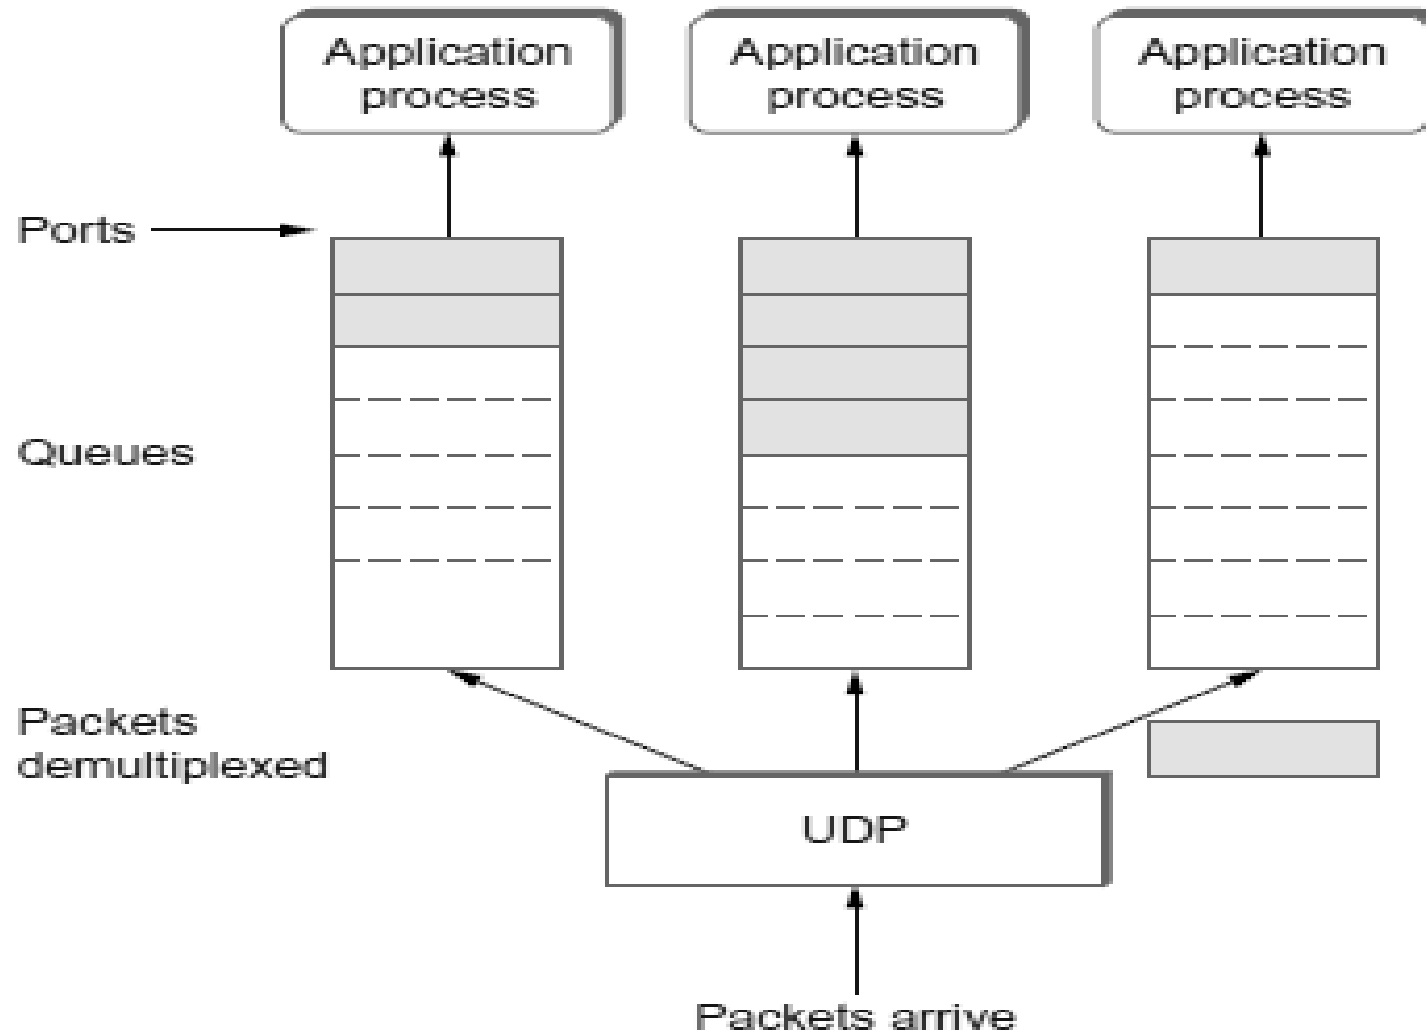 Application
process
Application
process
Application
process
Ports
Queues
Packets
demultiplexed
UDP
Packets arrive